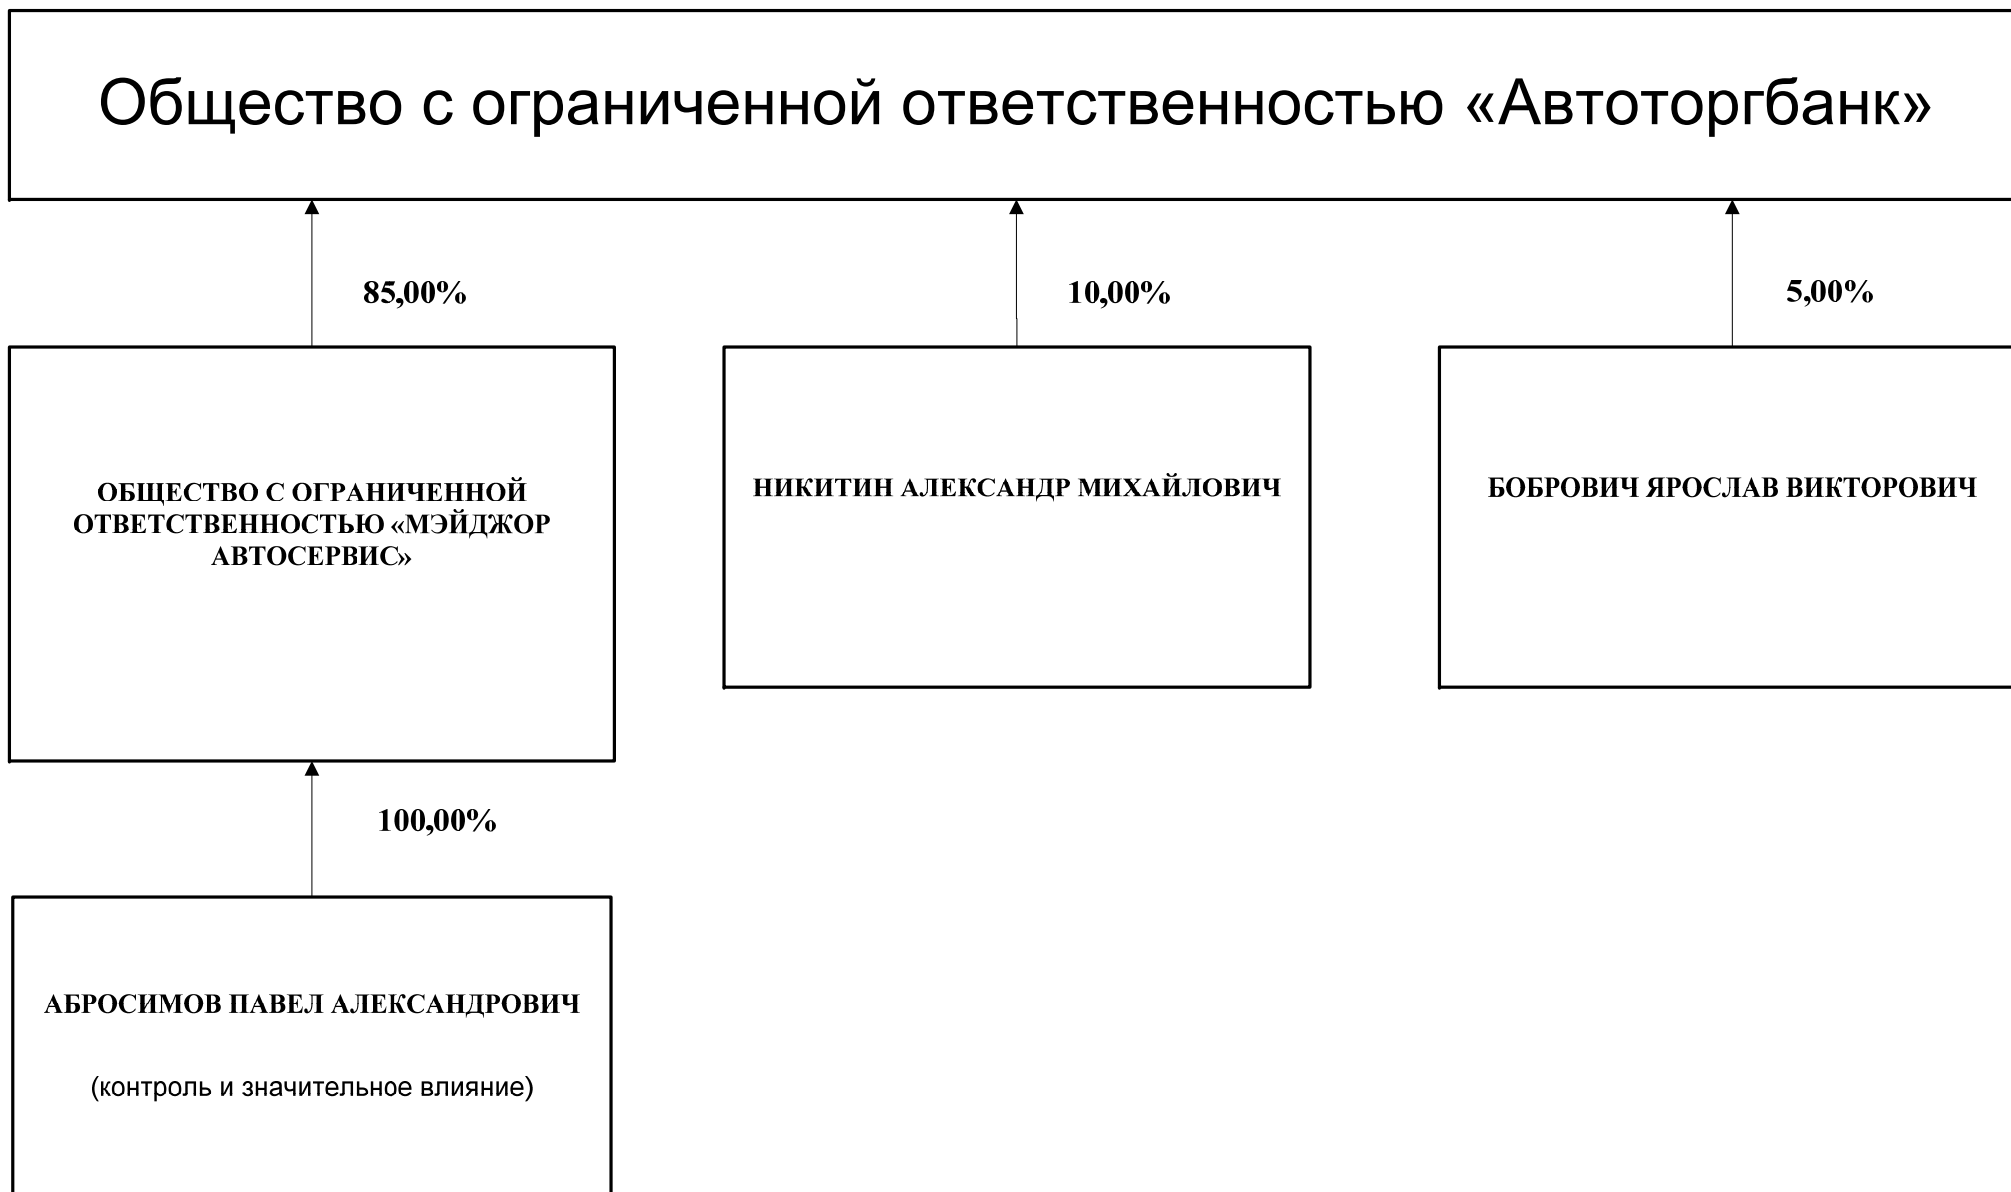 Общество с ограниченной ответственностью «Автоторгбанк»
85,00%
10,00%
5,00%
ОБЩЕСТВО С ОГРАНИЧЕННОЙ
ОТВЕТСТВЕННОСТЬЮ «МЭЙДЖОР
АВТОСЕРВИС»
НИКИТИН АЛЕКСАНДР МИХАЙЛОВИЧ
БОБРОВИЧ ЯРОСЛАВ ВИКТОРОВИЧ
100,00%
АБРОСИМОВ ПАВЕЛ АЛЕКСАНДРОВИЧ
(контроль и значительное влияние)